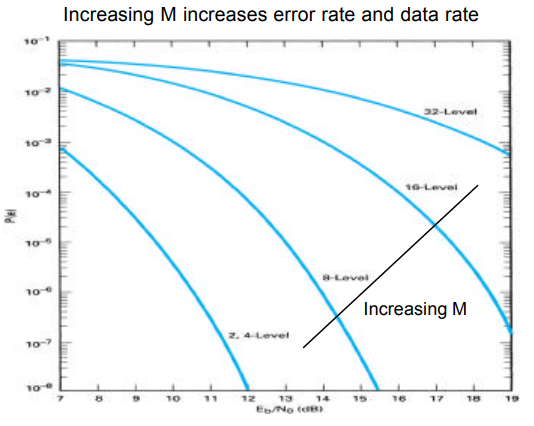 Increasing M increases error rate and data rate
10⁻¹
10⁻²
10⁻³
10⁻⁴
10⁻⁵
10⁻⁶
10⁻⁷
10⁻⁸
P(e)
32-Level
16-Level
8-Level
2, 4-Level
Increasing M
7 8 9 10 11 12 13 14 15 16 17 18 19
Eb/N0 (dB)